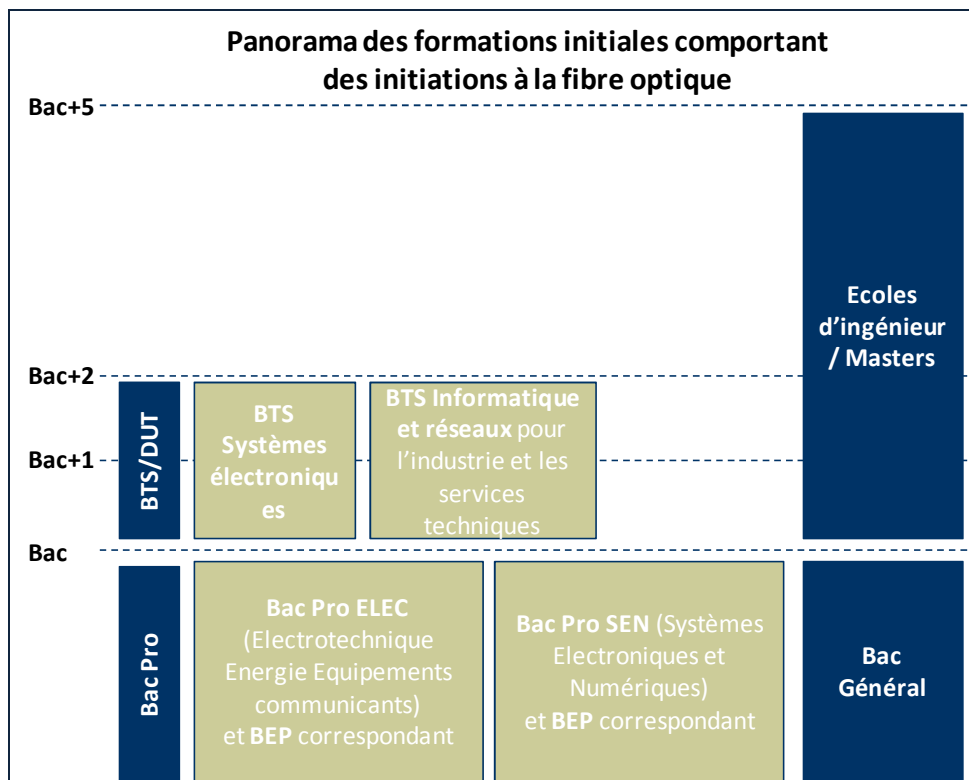 Panorama des formations initiales comportant
des initiations à la fibre optique
Bac+5
Ecoles
d'ingénieur
/ Masters
Bac+2
BTS/DUT
BTS
Systèmes
électroniqu
es
BTS Informatique
et réseaux pour
l'industrie et les
services
techniques
Bac+1
Bac
Bac Pro
Bac Pro ELEC
(Electrotechnique
Energie Equipements
communicants)
et BEP correspondant
Bac Pro SEN (Systèmes
Electroniques et
Numériques)
et BEP correspondant
Bac
Général